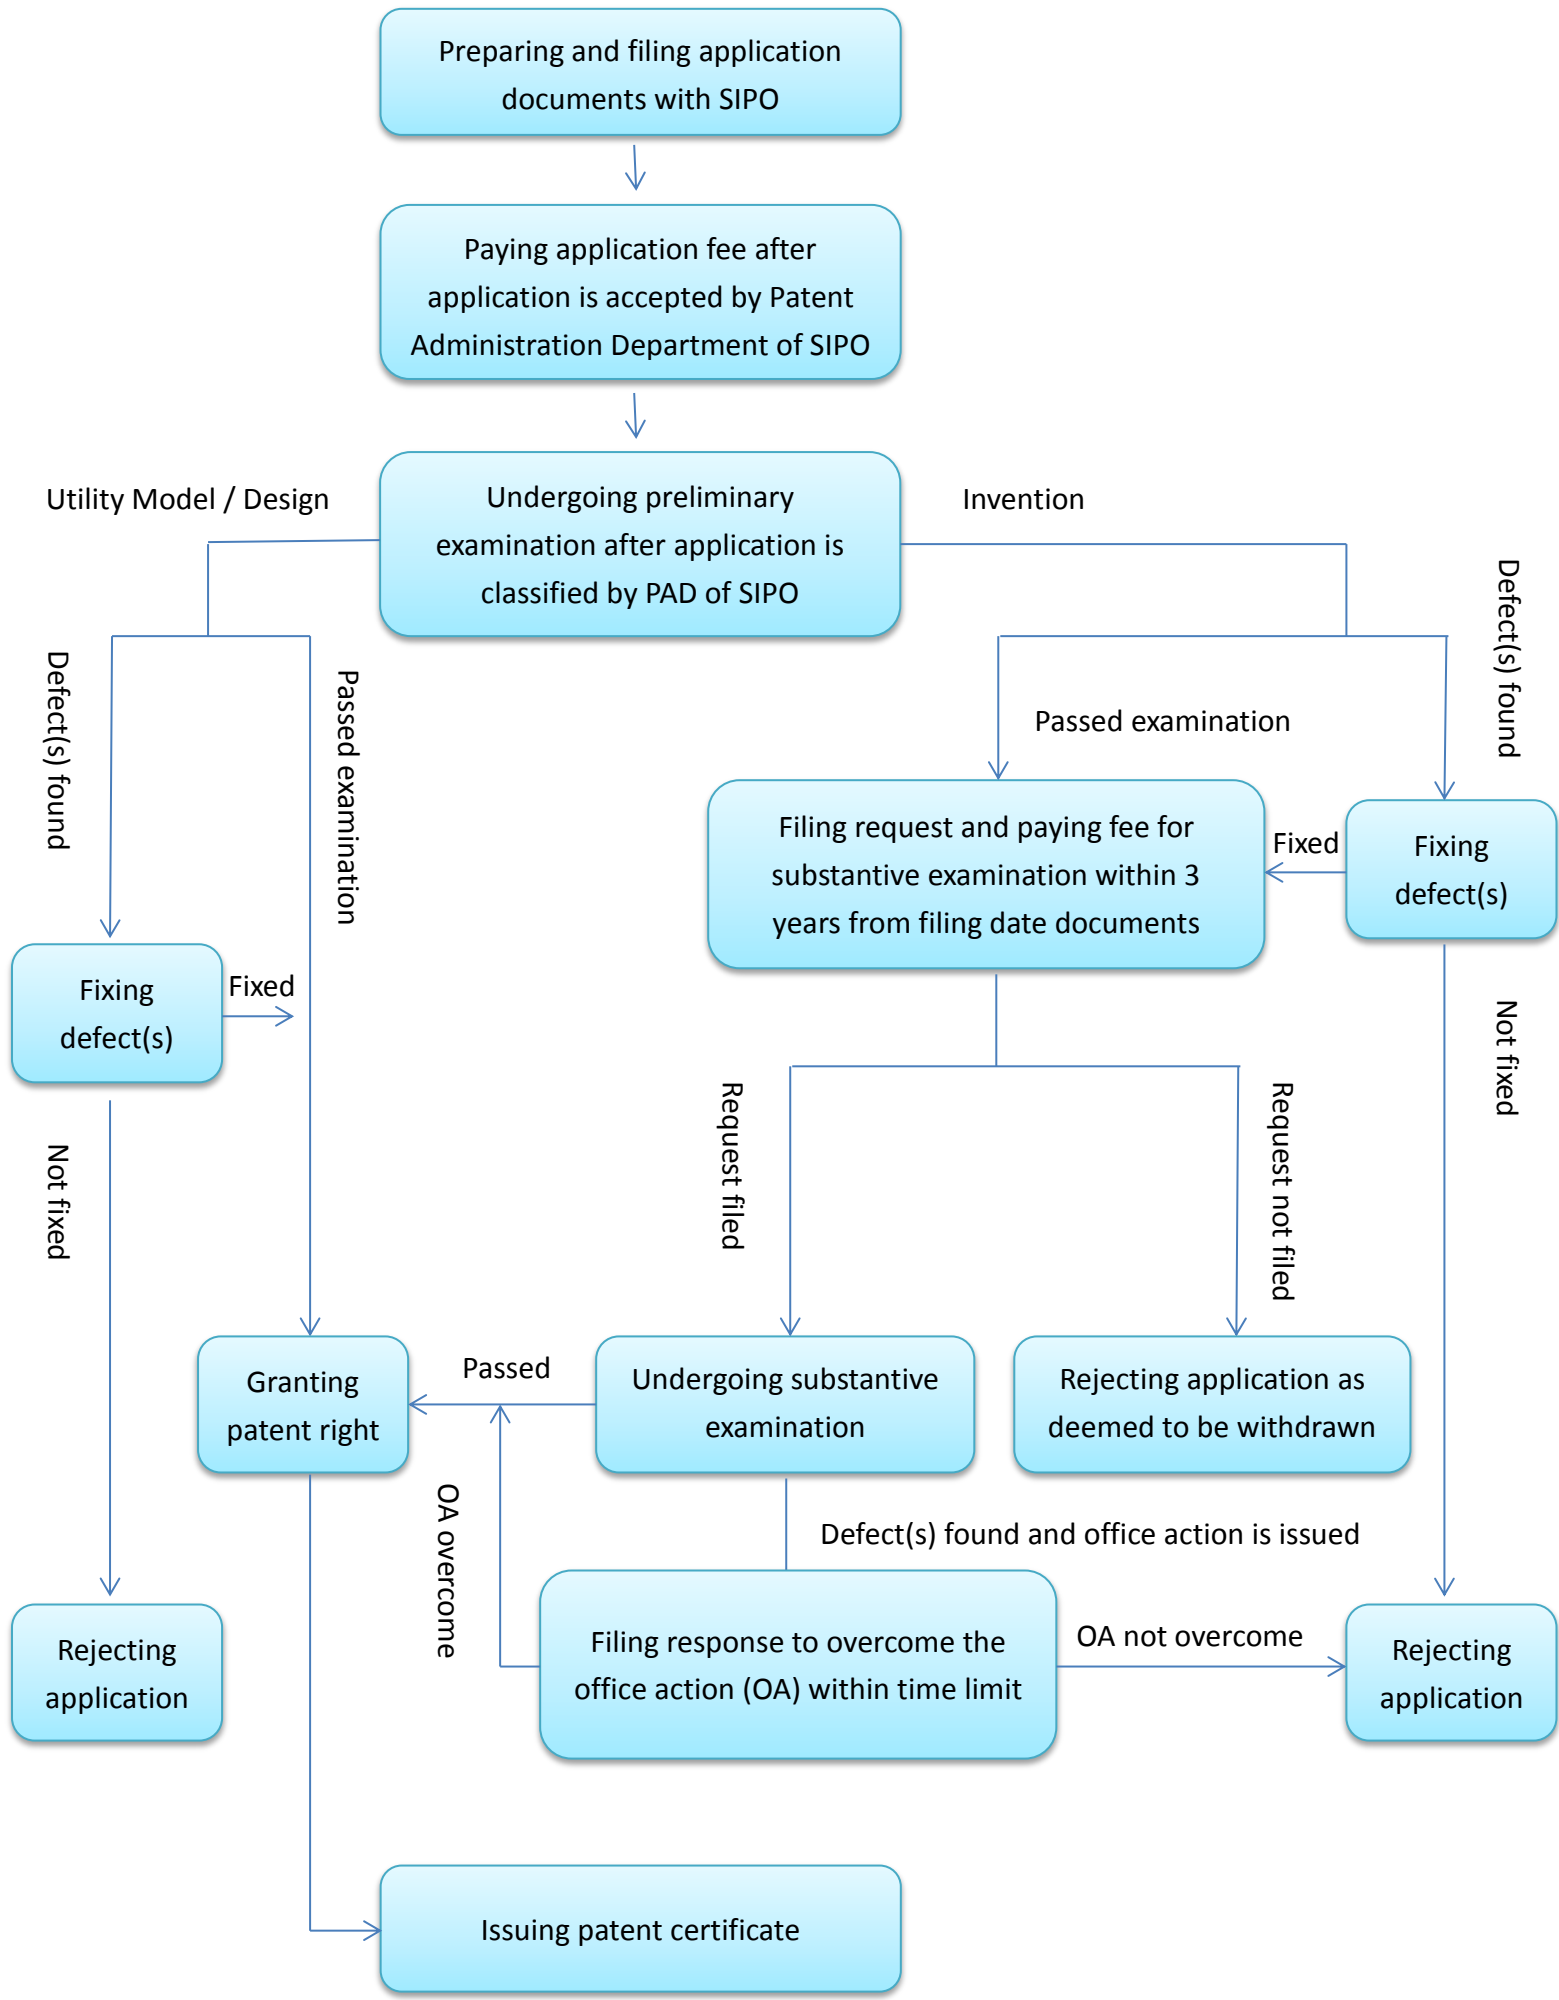 Preparing and filing application
documents with SIPO
Paying application fee after
application is accepted by Patent
Administration Department of SIPO
Utility Model / Design
Undergoing preliminary
examination after application is
classified by PAD of SIPO
Invention
Defect(s) found
Passed examination
Passed examination
Defect(s) found
Filing request and paying fee for
substantive examination within 3
years from filing date documents
Fixed
Fixing
defect(s)
Fixing
defect(s)
Fixed
Not fixed
Not fixed
Request filed
Request not filed
Granting
patent right
Passed
Undergoing substantive
examination
Rejecting application as
deemed to be withdrawn
OA overcome
Defect(s) found and office action is issued
Rejecting
application
Filing response to overcome the
office action (OA) within time limit
OA not overcome
Rejecting
application
Issuing patent certificate